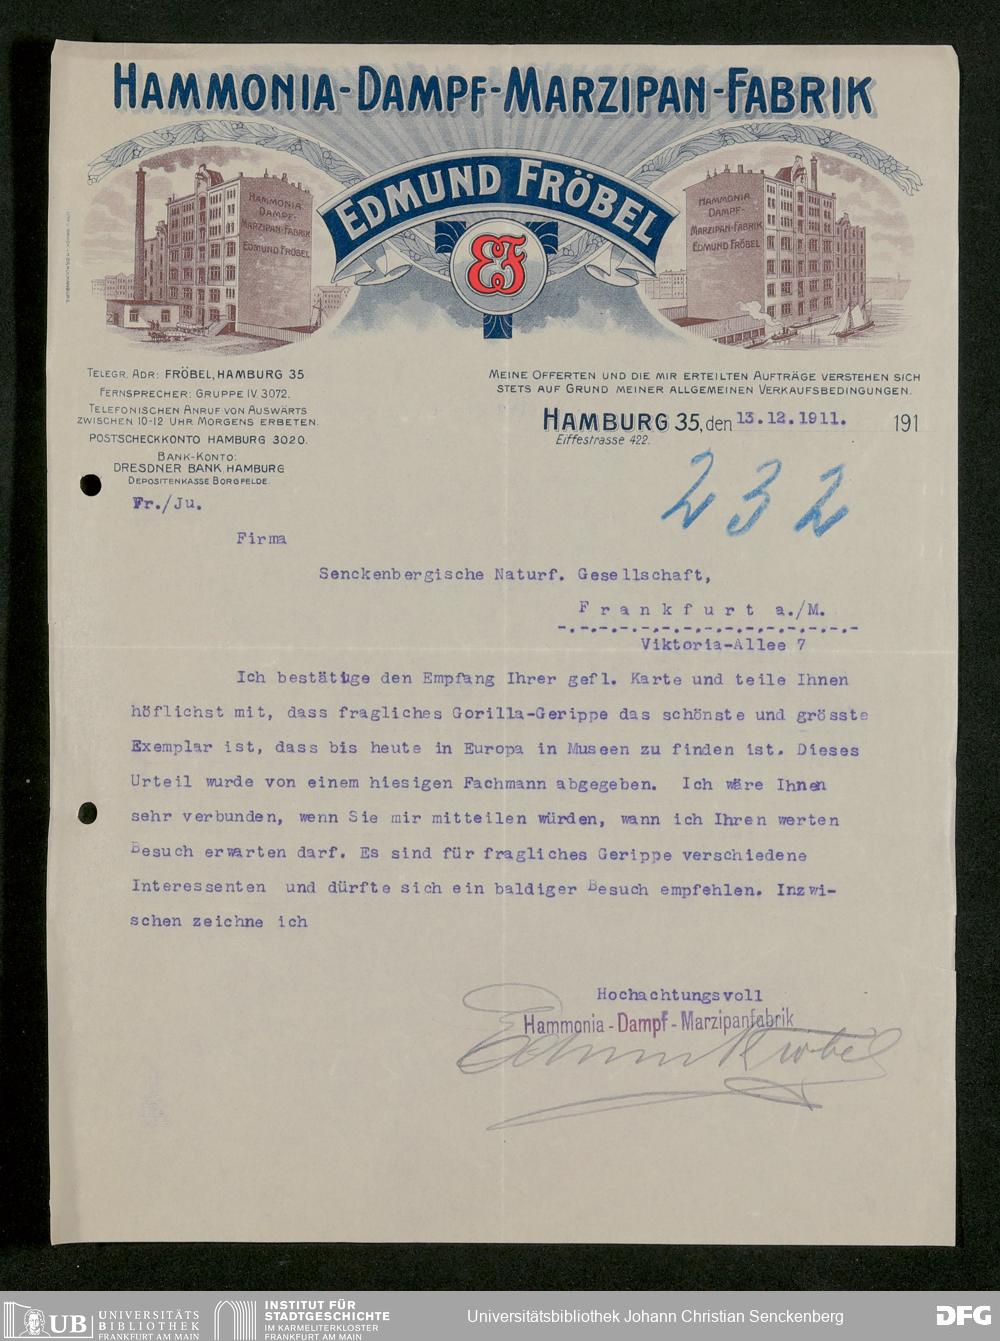 HAMMONIA-DAMPF-MARZIPAN-FABRIK
EDMUND FRÖBEL
EF
HAMMONIA
DAMPF-
MARZIPAN-FABRIK
EDMUND FRÖBEL
HAMMONIA
DAMPF-
MARZIPAN-FABRIK
EDMUND FRÖBEL
TELEGR. ADR: FRÖBEL, HAMBURG 35
FERNSPRECHER: GRUPPE IV. 3072.
TELEFONISCHEN ANRUF VON AUSWÄRTS
ZWISCHEN 10-12 UHR MORGENS ERBETEN.
POSTSCHECKKONTO HAMBURG 3020.
BANK-KONTO:
DRESDNER BANK, HAMBURG
DEPOSITENKASSE BORGFELDE.
MEINE OFFERTEN UND DIE MIR ERTEILTEN AUFTRÄGE VERSTEHEN SICH
STETS AUF GRUND MEINER ALLGEMEINEN VERKAUFSBEDINGUNGEN.
HAMBURG 35, den 13.12.1911. 191
Eiffestrasse 422.
232
Fr./Ju.
Firma
Senckenbergische Naturf. Gesellschaft,
Frankfurt a./M.
Viktoria-Allee 7
Ich bestätige den Empfang Ihrer gefl. Karte und teile Ihnen
höflichst mit, dass fragliches Gorilla-Gerippe das schönste und grösste
Exemplar ist, dass bis heute in Europa in Museen zu finden ist. Dieses
Urteil wurde von einem hiesigen Fachmann abgegeben. Ich wäre Ihnen
sehr verbunden, wenn Sie mir mitteilen würden, wann ich Ihren werten
Besuch erwarten darf. Es sind für fragliches Gerippe verschiedene
Interessenten und dürfte sich ein baldiger Besuch empfehlen. Inzwi-
schen zeichne ich
Hochachtungsvoll
Hammonia-Dampf-Marzipanfabrik
Edmund Fröbel
UB UNIVERSITÄTS
BIBLIOTHEK
FRANKFURT AM MAIN
INSTITUT FÜR
STADTGESCHICHTE
IM KARMELITERKLOSTER
FRANKFURT AM MAIN
Universitätsbibliothek Johann Christian Senckenberg
DFG